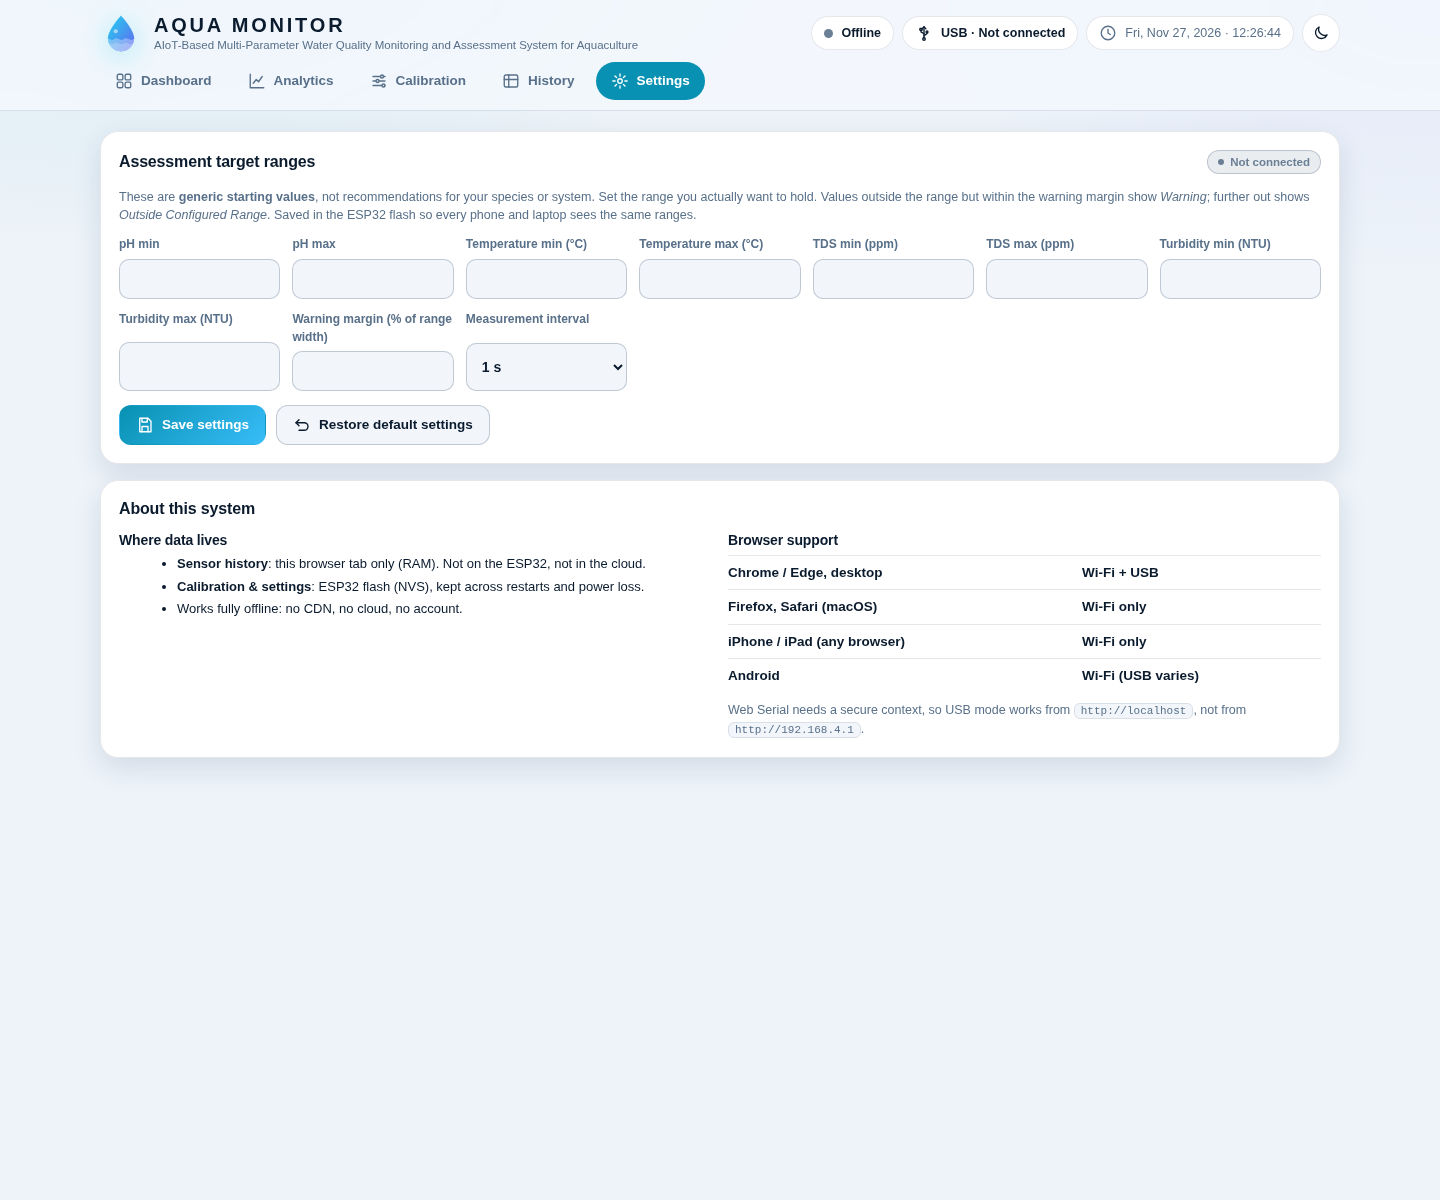 AQUA MONITOR
AIoT-Based Multi-Parameter Water Quality Monitoring and Assessment System for Aquaculture
Offline
USB · Not connected
Fri, Nov 27, 2026 · 12:26:44
Dashboard
Analytics
Calibration
History
Settings
Assessment target ranges
Not connected
These are generic starting values, not recommendations for your species or system. Set the range you actually want to hold. Values outside the range but within the warning margin show Warning; further out shows
Outside Configured Range. Saved in the ESP32 flash so every phone and laptop sees the same ranges.
pH min
pH max
Temperature min (°C)
Temperature max (°C)
TDS min (ppm)
TDS max (ppm)
Turbidity min (NTU)
Turbidity max (NTU)
Warning margin (% of range
width)
Measurement interval
1 s
Save settings
Restore default settings
About this system
Where data lives
• Sensor history: this browser tab only (RAM). Not on the ESP32, not in the cloud.
• Calibration & settings: ESP32 flash (NVS), kept across restarts and power loss.
• Works fully offline: no CDN, no cloud, no account.
Browser support
Chrome / Edge, desktop Wi-Fi + USB
Firefox, Safari (macOS) Wi-Fi only
iPhone / iPad (any browser) Wi-Fi only
Android Wi-Fi (USB varies)
Web Serial needs a secure context, so USB mode works from http://localhost, not from
http://192.168.4.1.